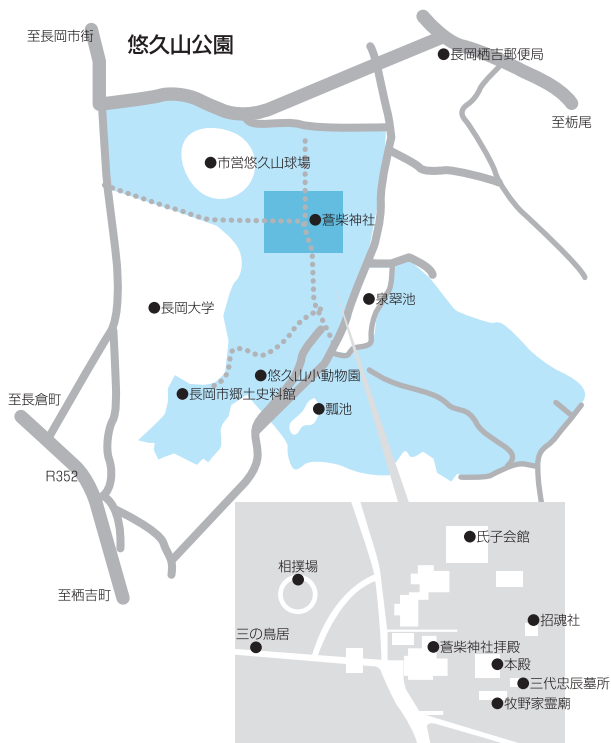 悠久山公園
至長岡市街
長岡栖吉郵便局
至栃尾
市営悠久山球場
蒼柴神社
泉翠池
長岡大学
悠久山小動物園
長岡市郷土史料館
瓢池
至長倉町
R352
至栖吉町
氏子会館
相撲場
招魂社
三の鳥居
蒼柴神社拝殿
本殿
三代忠辰墓所
牧野家霊廟